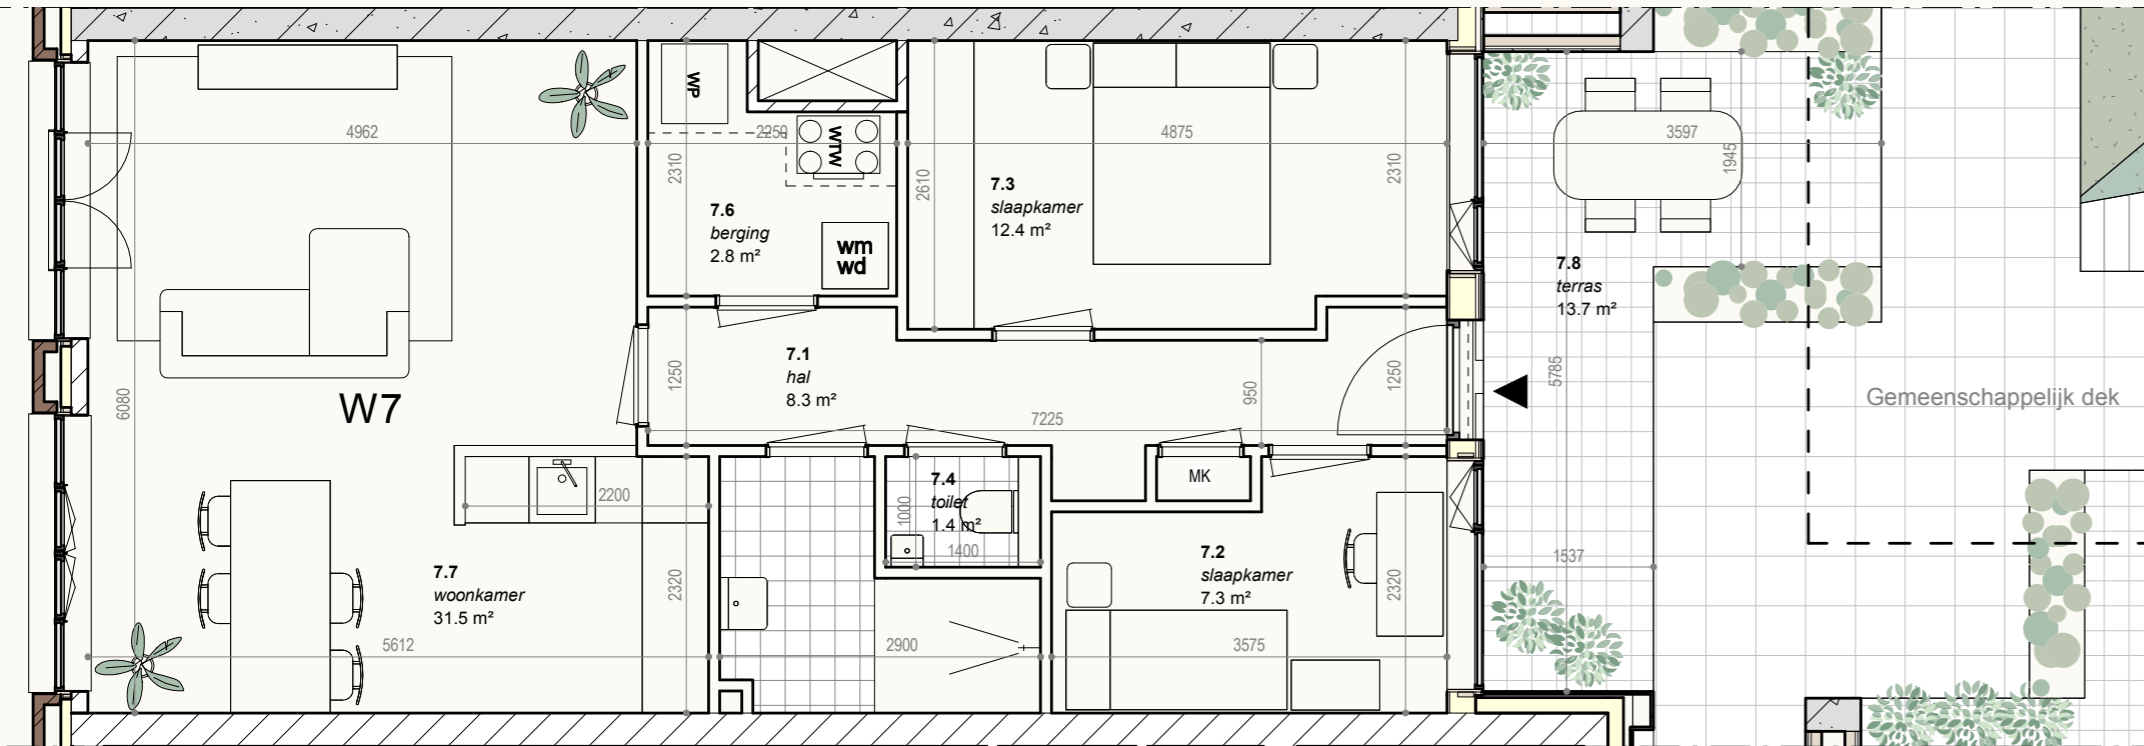 4962
6080
W7
WP
2250
2310
WTW
7.6
berging
2.8 m²
wm
wd
2610
4875
7.3
slaapkamer
12.4 m²
2310
3597
1945
7.8
terras
13.7 m²
5785
1250
7.1
hal
8.3 m²
7225
950
1250
Gemeenschappelijk dek
2200
7.7
woonkamer
31.5 m²
2320
5612
7.4
toilet
1.4 m²
1000
1400
2900
MK
7.2
slaapkamer
7.3 m²
2320
3575
1537